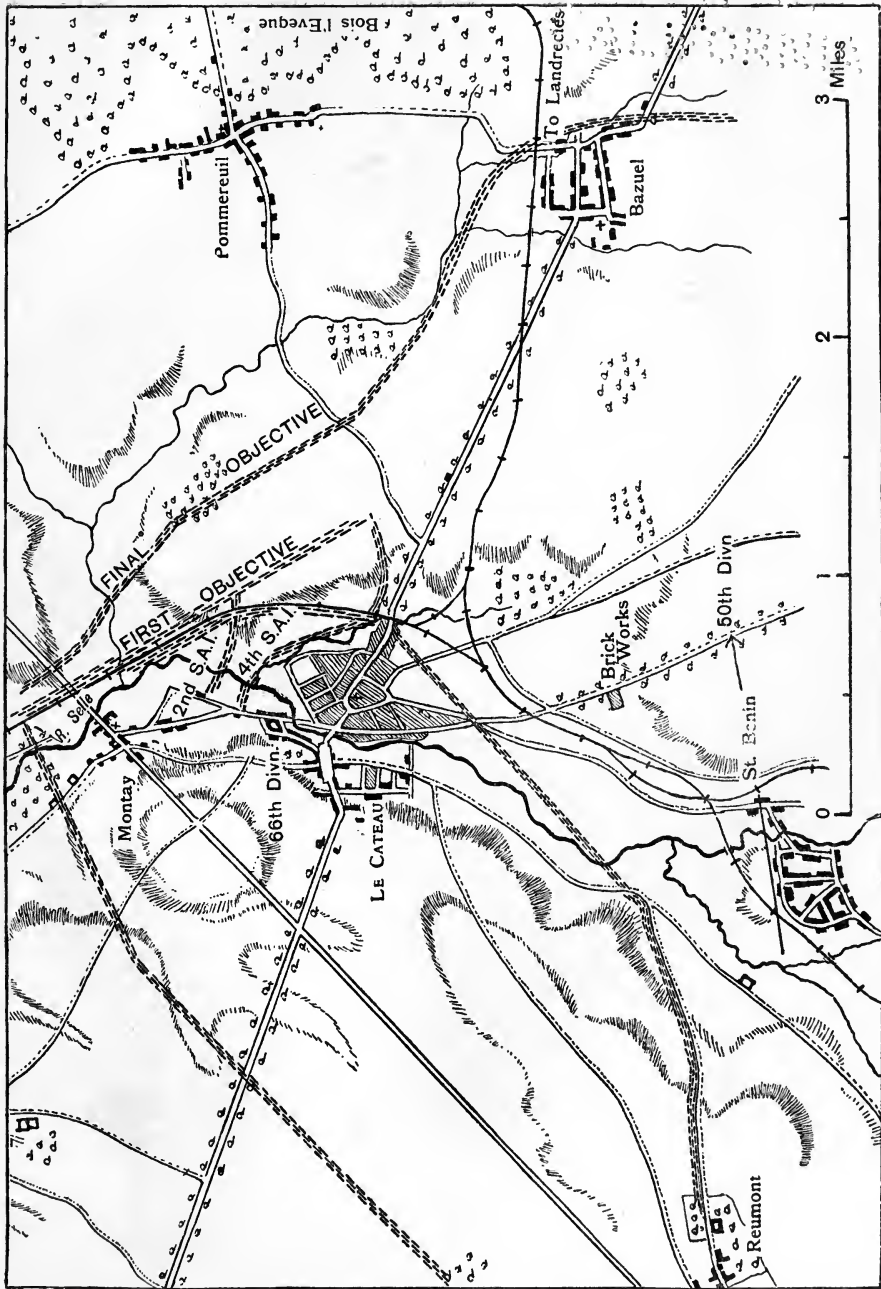 Bois l'Eveque
Pommereuil
To Landrecies
Bazuel
FINAL OBJECTIVE
FIRST OBJECTIVE
R. Selle
2nd S.A.I.
4th S.A.I.
Montay
66th Divn
LE CATEAU
Brick
Works
50th Divn
St. Benin
Reumont
0 1 2 3
Miles